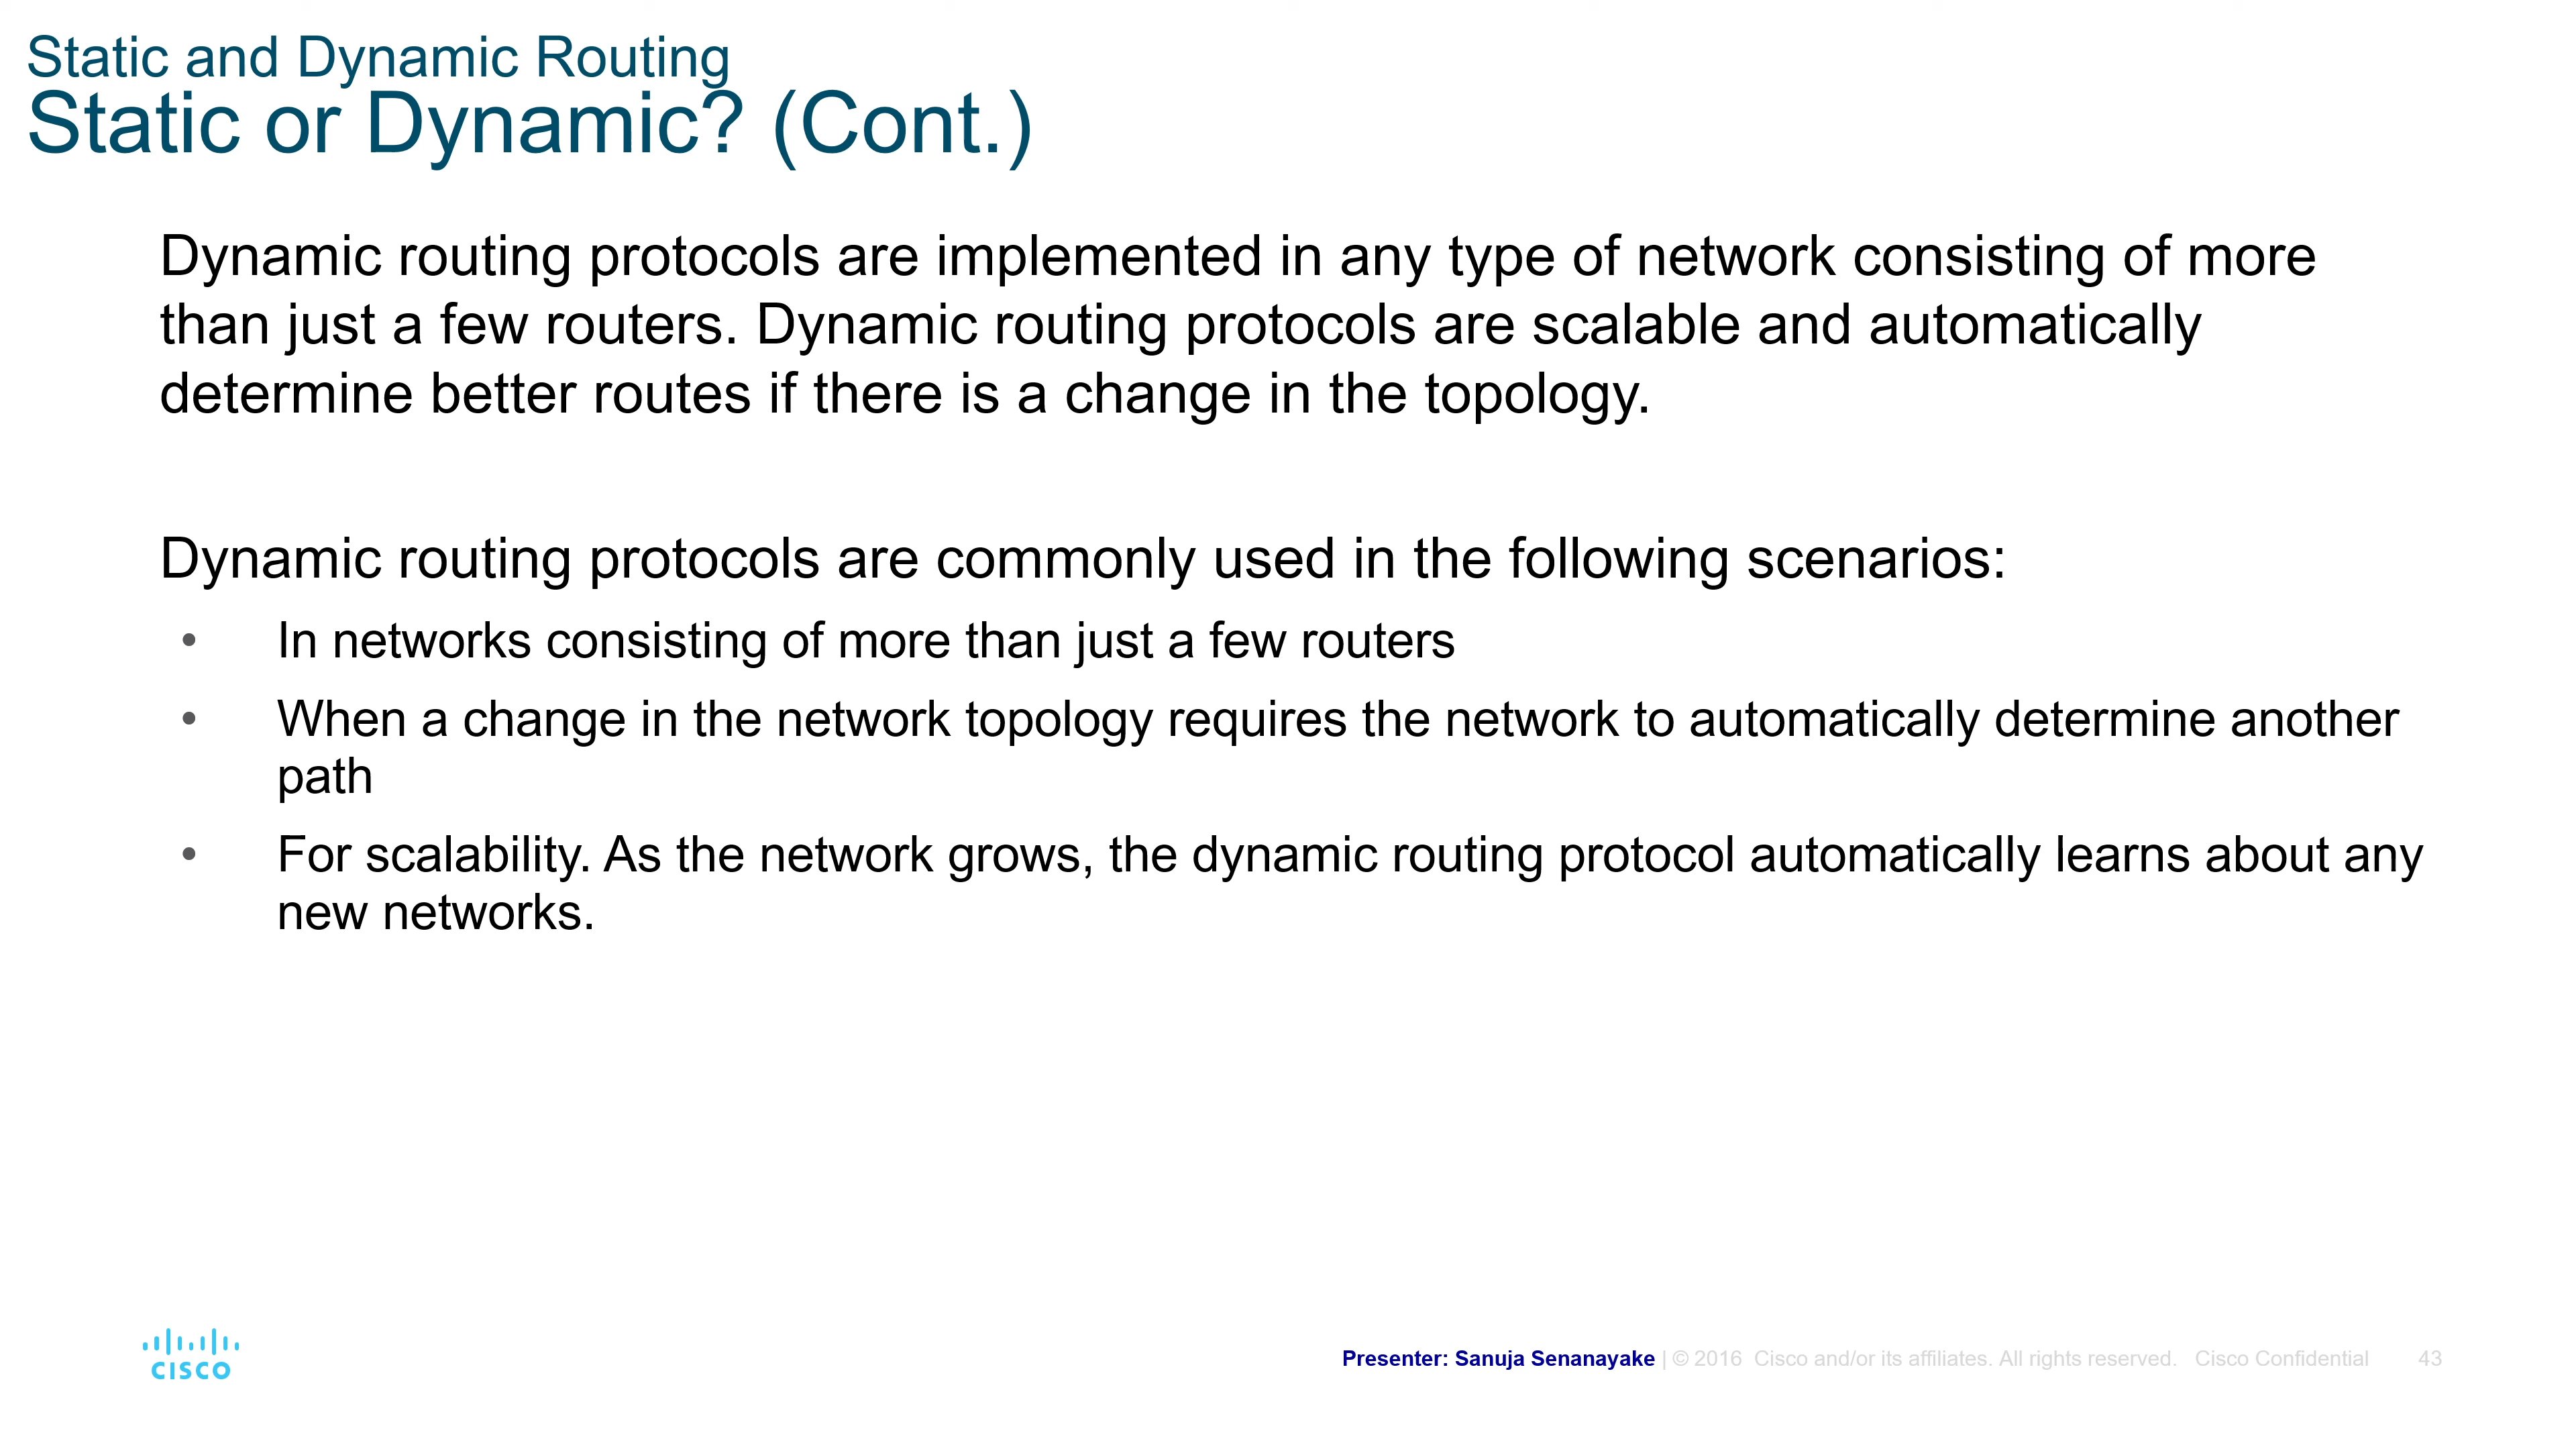 Static and Dynamic Routing
Static or Dynamic? (Cont.)
Dynamic routing protocols are implemented in any type of network consisting of more
than just a few routers. Dynamic routing protocols are scalable and automatically
determine better routes if there is a change in the topology.
Dynamic routing protocols are commonly used in the following scenarios:
• In networks consisting of more than just a few routers
• When a change in the network topology requires the network to automatically determine another
path
• For scalability. As the network grows, the dynamic routing protocol automatically learns about any
new networks.
CISCO
Presenter: Sanuja Senanayake | © 2016 Cisco and/or its affiliates. All rights reserved. Cisco Confidential 43